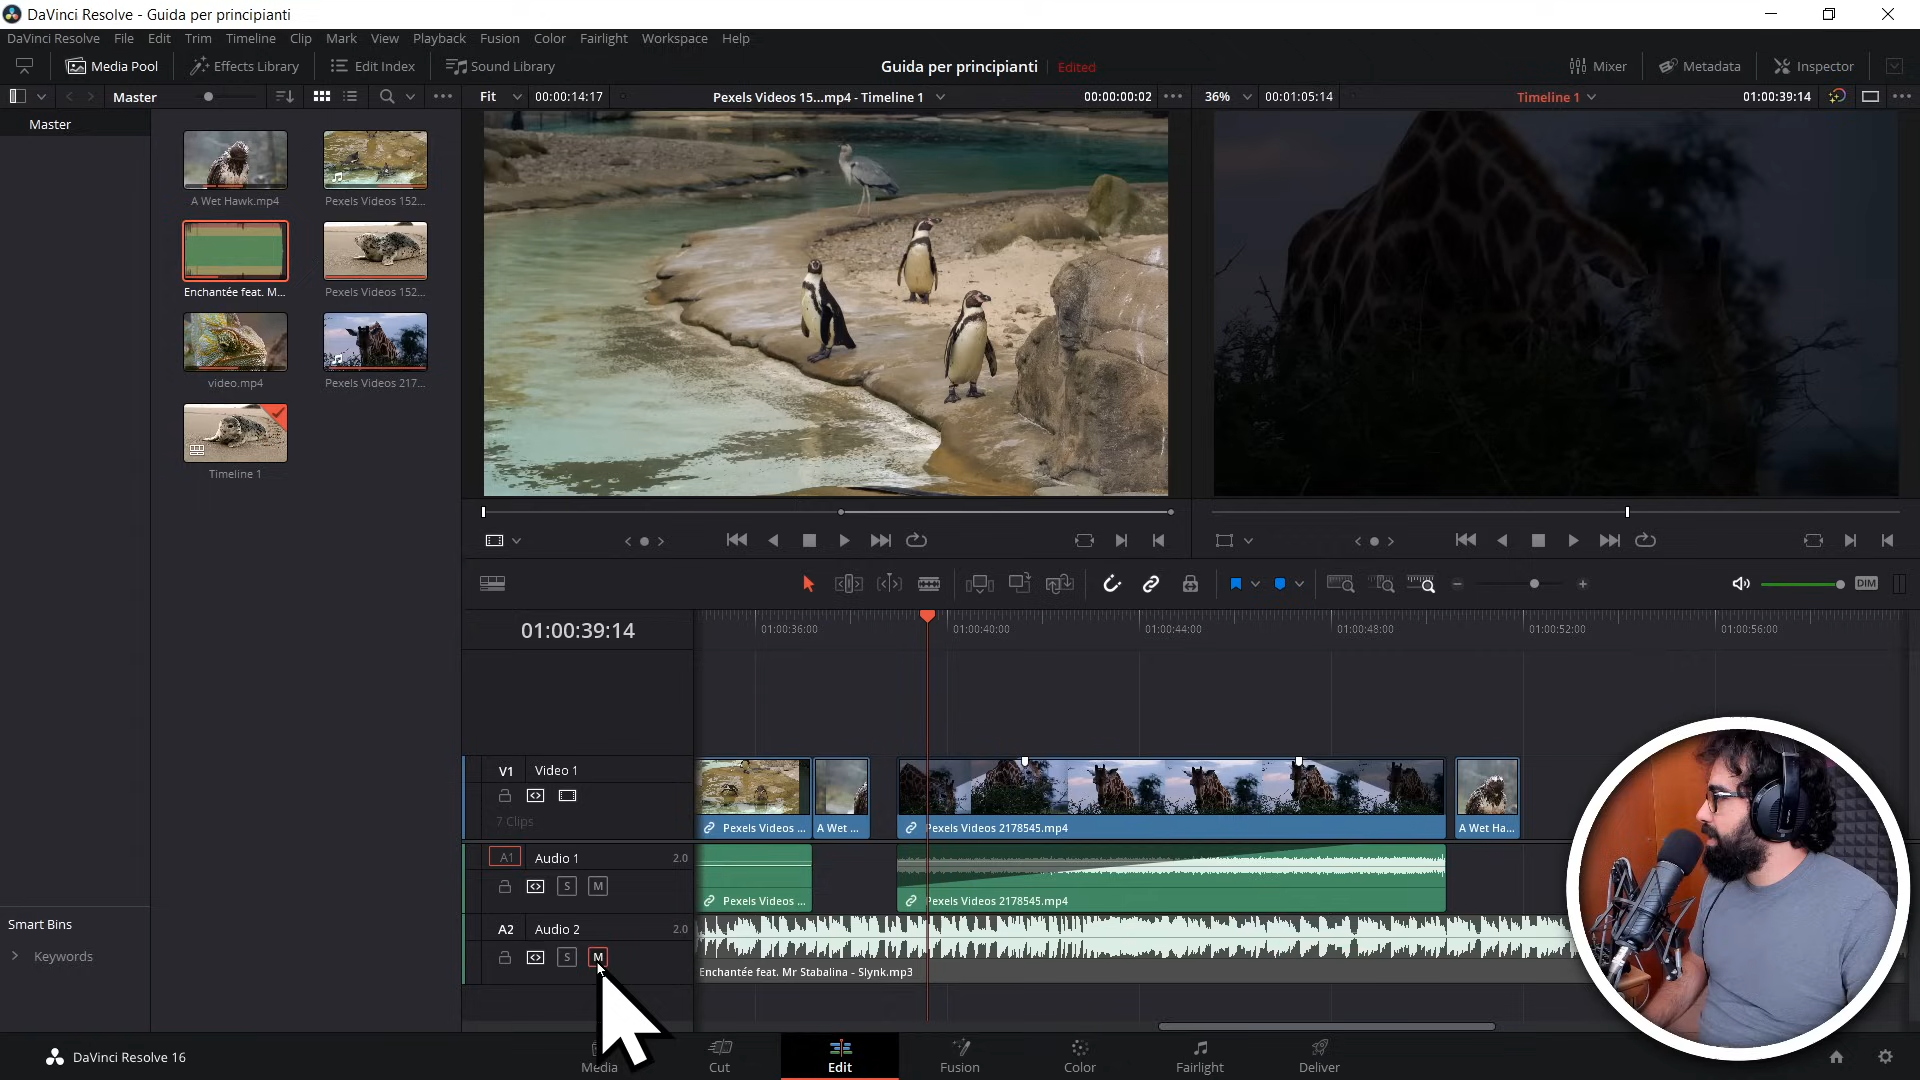 DaVinci Resolve - Guida per principianti
DaVinci Resolve File Edit Trim Timeline Clip Mark View Playback Fusion Color Fairlight Workspace Help
Media Pool Effects Library Edit Index Sound Library Guida per principianti Edited Mixer Metadata Inspector
Master Fit 00:00:14:17 Pexels Videos 15...mp4 - Timeline 1 00:00:00:02 36% 00:01:05:14 Timeline 1 01:00:39:14
Master
A Wet Hawk.mp4 Pexels Videos 152...
Enchantée feat. M... Pexels Videos 152...
video.mp4 Pexels Videos 217...
Timeline 1
DIM
01:00:39:14 01:00:36:00 01:00:40:00 01:00:44:00 01:00:48:00 01:00:52:00 01:00:56:00
V1 Video 1
7 Clips
Pexels Videos ... A Wet ... Pexels Videos 2178545.mp4 A Wet Ha...
A1 Audio 1 2.0
S M
Pexels Videos ... Pexels Videos 2178545.mp4
A2 Audio 2 2.0
S M
Enchantée feat. Mr Stabalina - Slynk.mp3
Smart Bins
Keywords
DaVinci Resolve 16
Media Cut Edit Fusion Color Fairlight Deliver